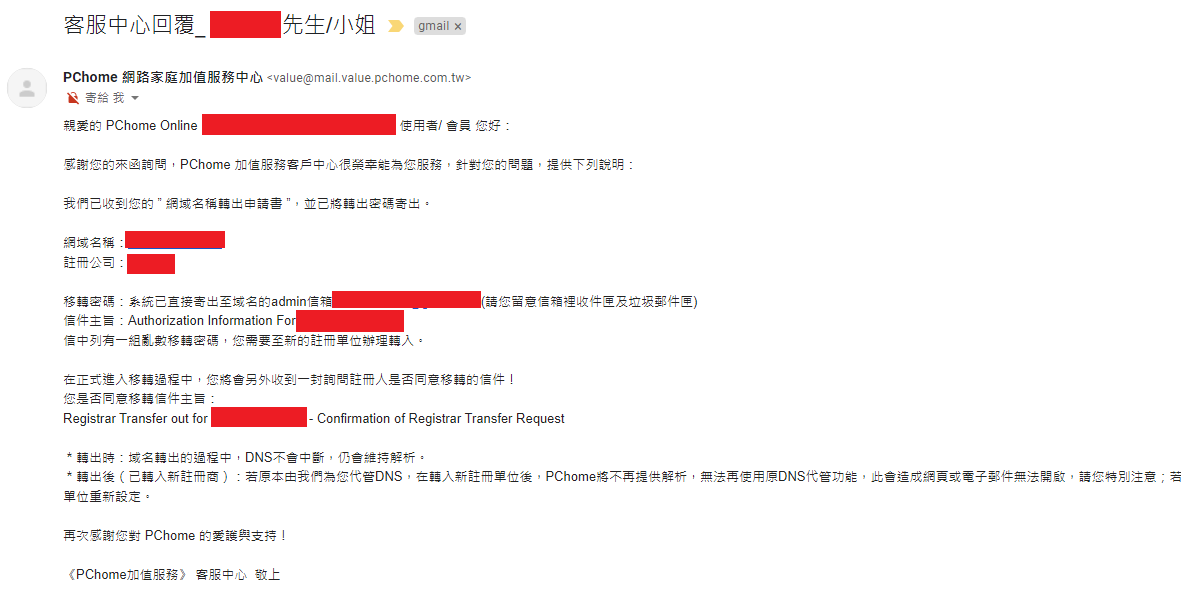 客服中心回覆_ 先生/小姐 gmail ×
PChome 網路家庭加值服務中心 <value@mail.value.pchome.com.tw>
寄給 我
親愛的 PChome Online 使用者/ 會員 您好：
感謝您的來函詢問，PChome 加值服務客戶中心很榮幸能為您服務，針對您的問題，提供下列說明：
我們已收到您的 ” 網域名稱轉出申請書 ”，並已將轉出密碼寄出。
網域名稱：
註冊公司：
移轉密碼：系統已直接寄出至域名的admin信箱 (請您留意信箱裡收件匣及垃圾郵件匣)
信件主旨：Authorization Information For
信中列有一組亂數移轉密碼，您需要至新的註冊單位辦理轉入。
在正式進入移轉過程中，您將會另外收到一封詢問註冊人是否同意移轉的信件！
您是否同意移轉信件主旨：
Registrar Transfer out for - Confirmation of Registrar Transfer Request
* 轉出時：域名轉出的過程中，DNS不會中斷，仍會維持解析。
* 轉出後（已轉入新註冊商）：若原本由我們為您代管DNS，在轉入新註冊單位後，PChome將不再提供解析，無法再使用原DNS代管功能，此會造成網頁或電子郵件無法開啟，請您特別注意；若
單位重新設定。
再次感謝您對 PChome 的愛護與支持！
《PChome加值服務》 客服中心 敬上